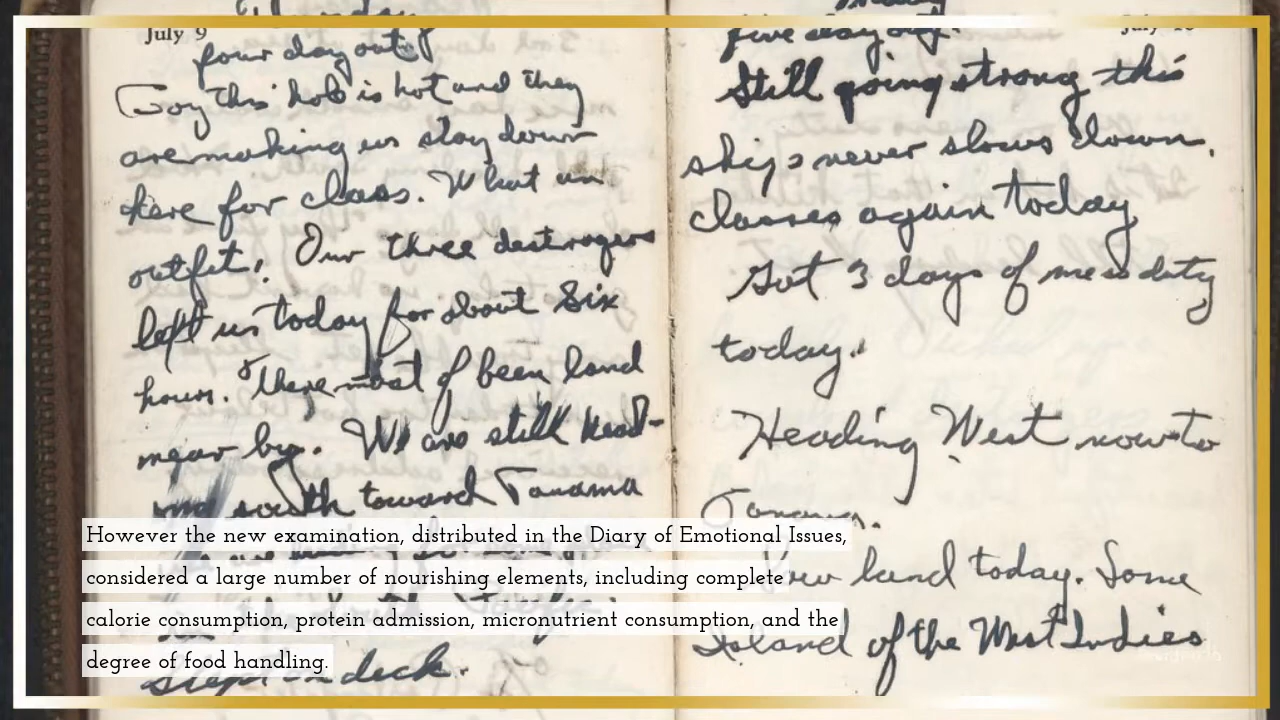 July 9
four day out
Goy this hole is hot and they
are making us stay down
here for class. What an
outfit! Our three destroyers
left us today for about six
hours. There must of been land
near by. We are still head-
ing south toward Panama
slept on deck.
five day out.
Still going strong this
ship never slows down.
Classes again today
Got 3 days of mess duty
today.
Heading West now to
Panama.
land today. Some
Island of the West Indies
However the new examination, distributed in the Diary of Emotional Issues,
considered a large number of nourishing elements, including complete
calorie consumption, protein admission, micronutrient consumption, and the
degree of food handling.